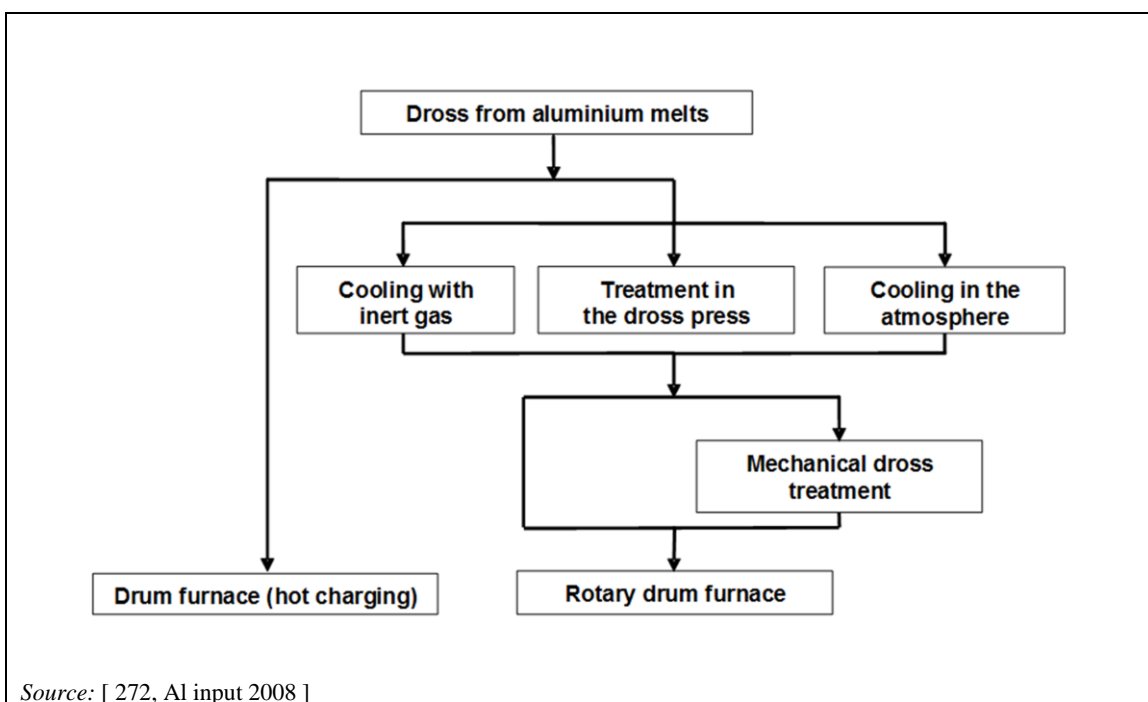 Dross from aluminium melts
Cooling with
inert gas
Treatment in
the dross press
Cooling in the
atmosphere
Mechanical dross
treatment
Drum furnace (hot charging)
Rotary drum furnace
Source: [ 272, Al input 2008 ]